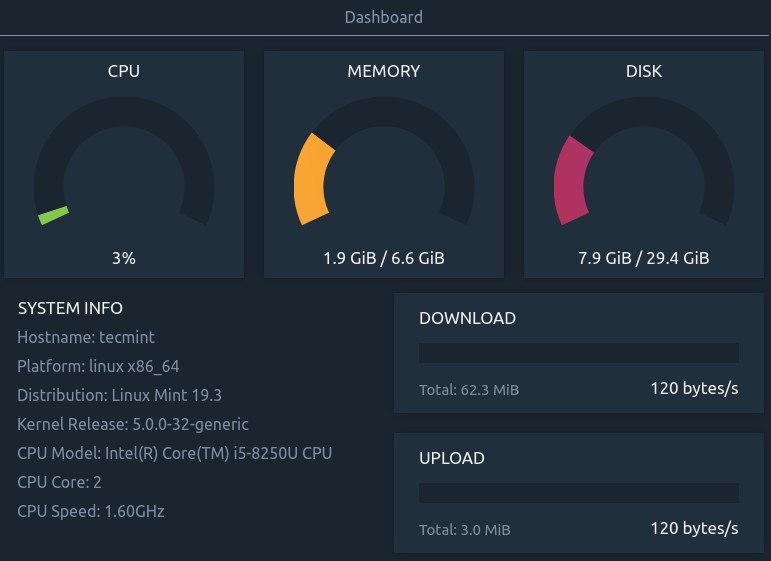 Dashboard
CPU
MEMORY
DISK
3%
1.9 GiB / 6.6 GiB
7.9 GiB / 29.4 GiB
SYSTEM INFO
Hostname: tecmint
Platform: linux x86_64
Distribution: Linux Mint 19.3
Kernel Release: 5.0.0-32-generic
CPU Model: Intel(R) Core(TM) i5-8250U CPU
CPU Core: 2
CPU Speed: 1.60GHz
DOWNLOAD
Total: 62.3 MiB
120 bytes/s
UPLOAD
Total: 3.0 MiB
120 bytes/s